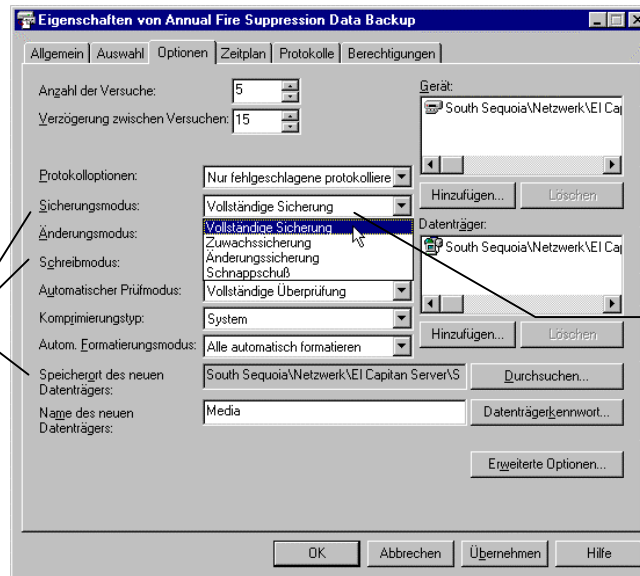 Eigenschaften von Annual Fire Suppression Data Backup
Allgemein Auswahl Optionen Zeitplan Protokolle Berechtigungen
Anzahl der Versuche: 5
Verzögerung zwischen Versuchen: 15
Gerät:
South Sequoia\Netzwerk\El Cap
Hinzufügen... Löschen
Protokolloptionen: Nur fehlgeschlagene protokolliere
Sicherungsmodus: Vollständige Sicherung
Vollständige Sicherung
Zuwachssicherung
Änderungssicherung
Schnappschuß
Änderungsmodus:
Schreibmodus:
Datenträger:
South Sequoia\Netzwerk\El Cap
Hinzufügen... Löschen
Automatischer Prüfmodus: Vollständige Überprüfung
Komprimierungstyp: System
Autom. Formatierungsmodus: Alle automatisch formatieren
Speicherort des neuen
Datenträgers:
South Sequoia\Netzwerk\El Capitan Server\S
Durchsuchen...
Name des neuen
Datenträgers:
Media
Datenträgerkennwort...
Erweiterte Optionen...
OK Abbrechen Übernehmen Hilfe